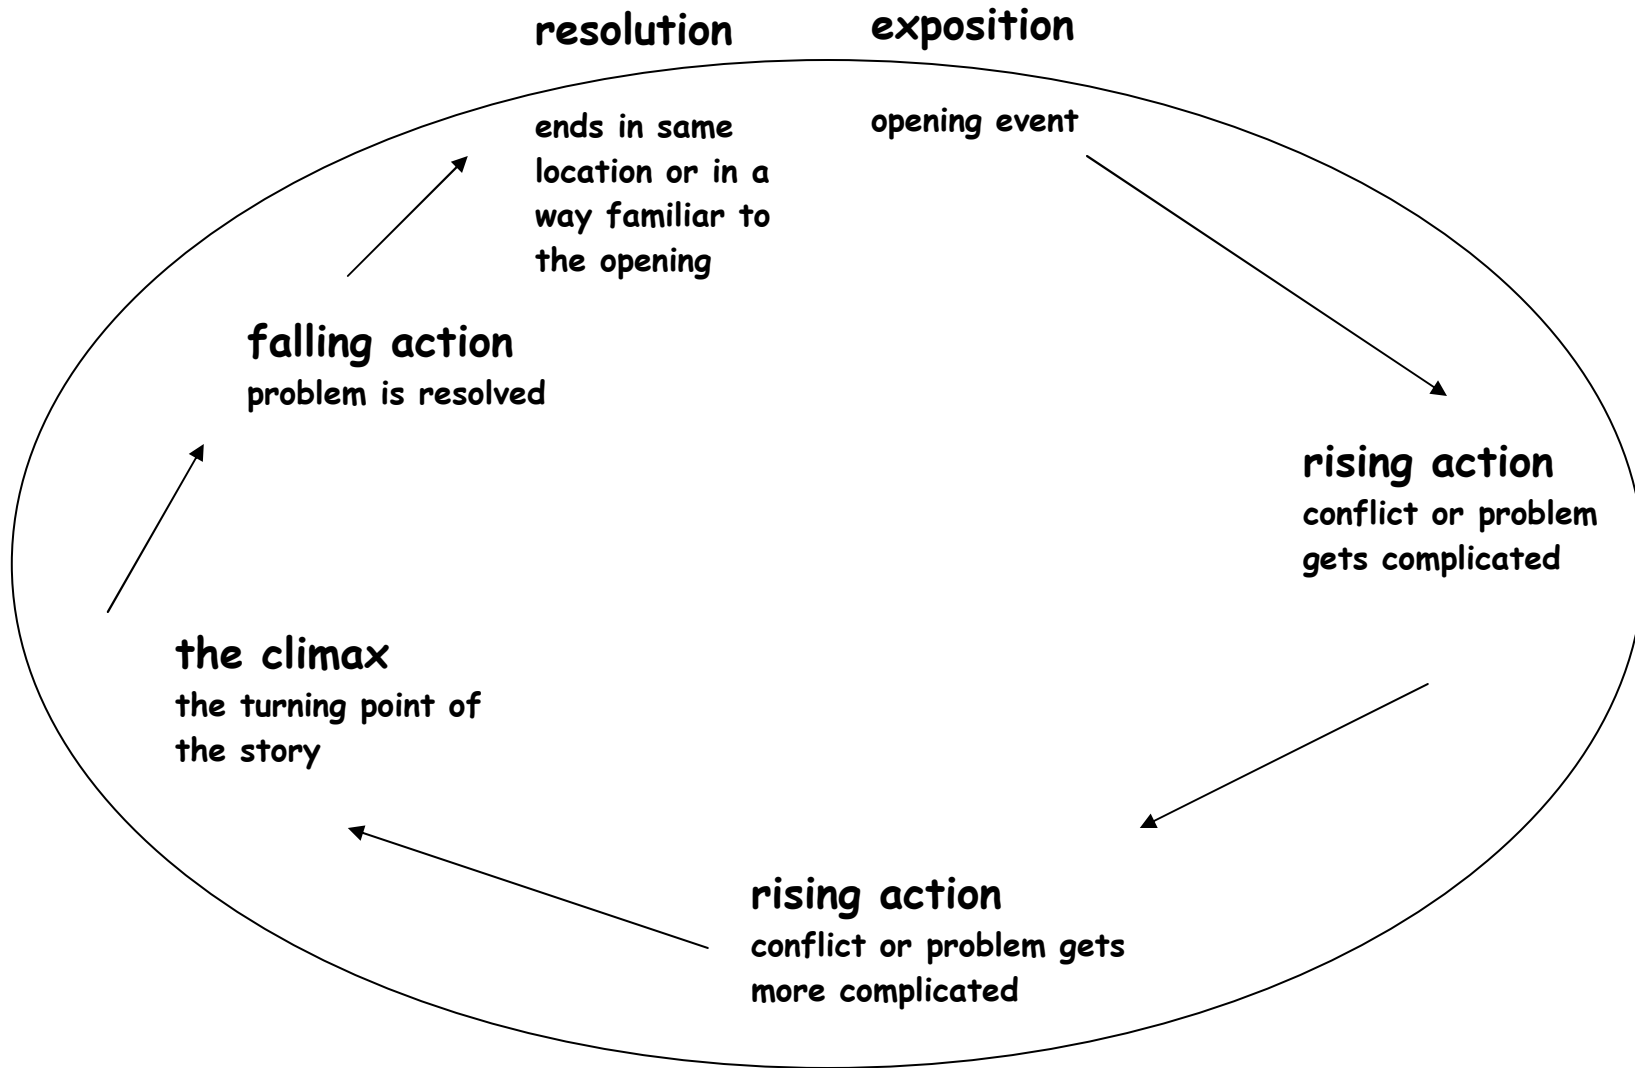 resolution
exposition
ends in same
location or in a
way familiar to
the opening
opening event
falling action
problem is resolved
rising action
conflict or problem
gets complicated
the climax
the turning point of
the story
rising action
conflict or problem gets
more complicated